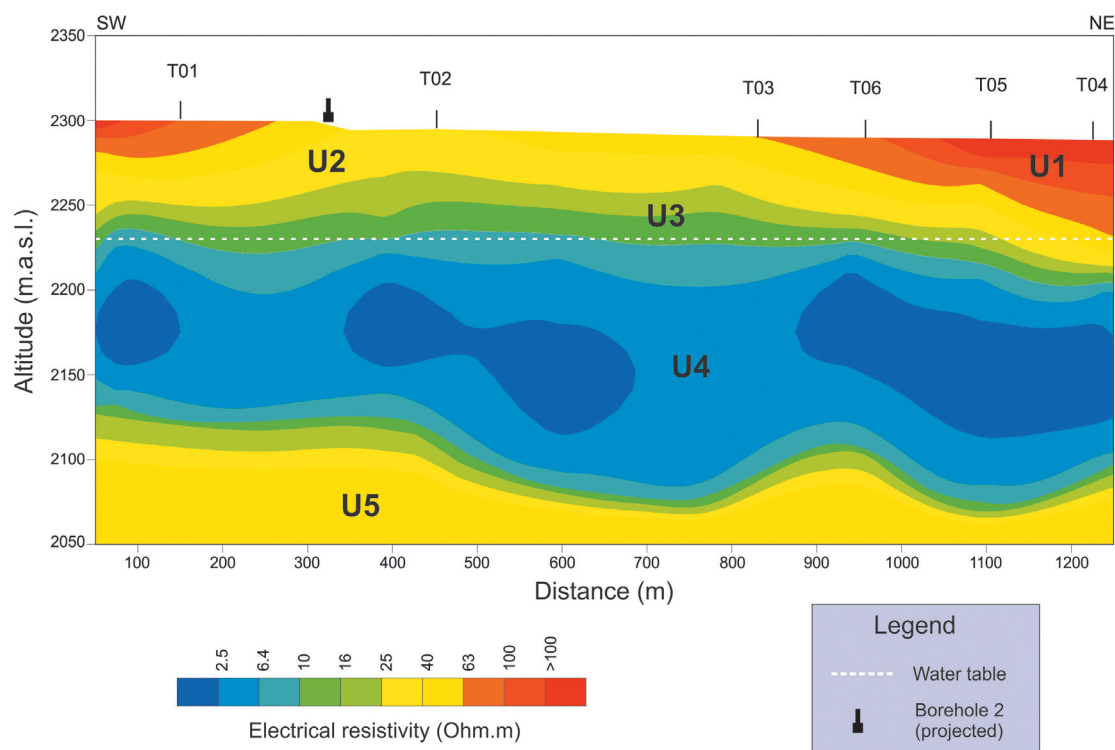 SW NE
2350
T01 T02 T03 T06 T05 T04
2300
U2 U1
2250
U3
2200
Altitude (m.a.s.l.)
2150
U4
2100
U5
2050
100 200 300 400 500 600 700 800 900 1000 1100 1200
Distance (m)
2.5 6.4 10 16 25 40 63 100 >100
Electrical resistivity (Ohm.m)
Legend
Water table
Borehole 2
(projected)